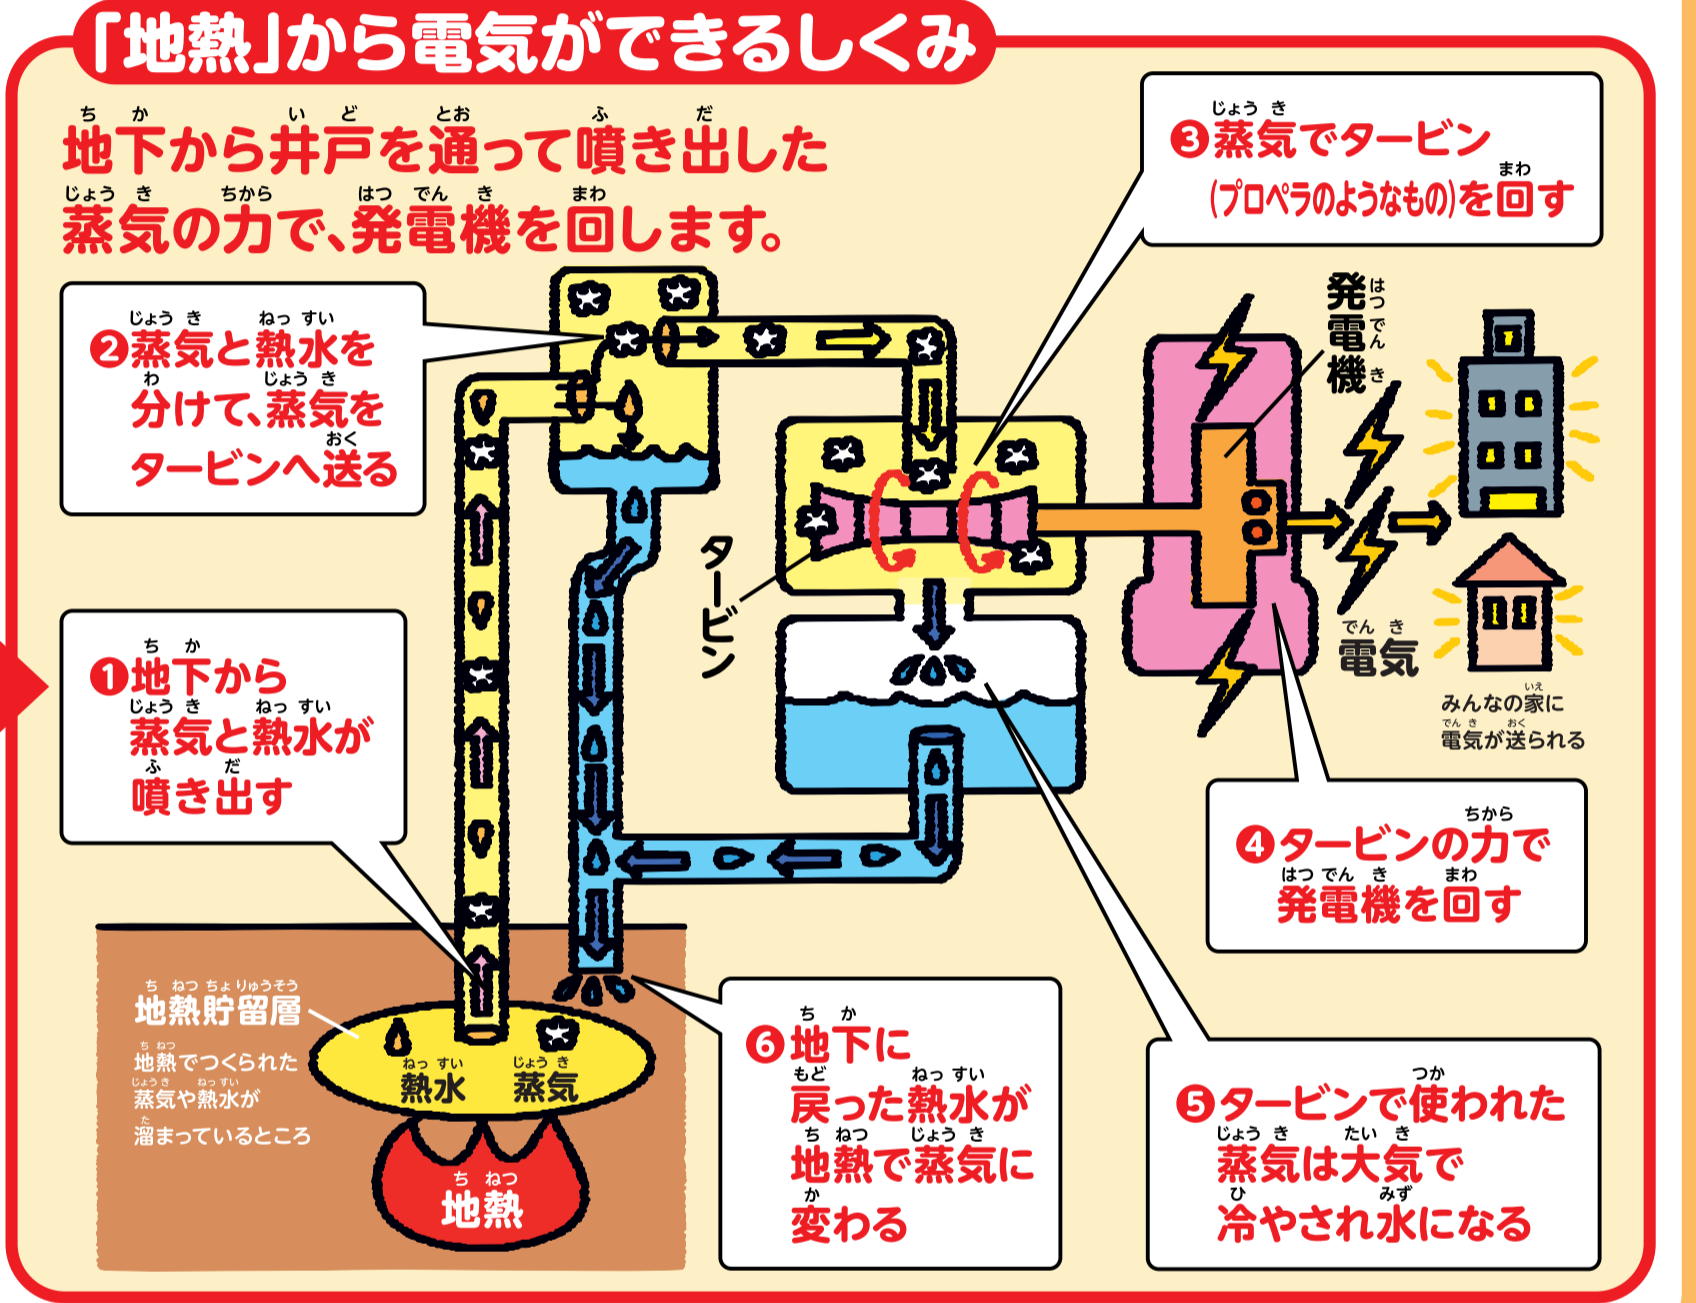 「地熱」から電気ができるしくみ
地下から井戸を通って噴き出した
蒸気の力で、発電機を回します。
❶地下から
蒸気と熱水が
噴き出す
❷蒸気と熱水を
分けて、蒸気を
タービンへ送る
❸蒸気でタービン
(プロペラのようなもの)を回す
タービン
発電機
電気
みんなの家に
電気が送られる
❹タービンの力で
発電機を回す
❺タービンで使われた
蒸気は大気で
冷やされ水になる
❻地下に
戻った熱水が
地熱で蒸気に
変わる
地熱貯留層
地熱でつくられた
蒸気や熱水が
溜まっているところ
熱水 蒸気
地熱